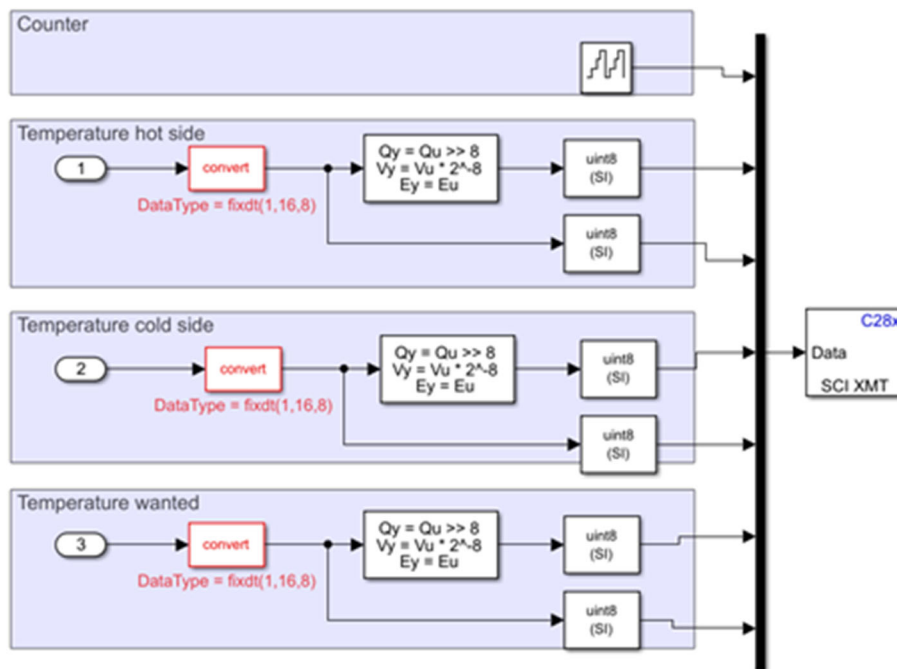 Counter
Temperature hot side
1
convert
DataType = fixdt(1,16,8)
Qy = Qu >> 8
Vy = Vu * 2^-8
Ey = Eu
uint8
(SI)
uint8
(SI)
Temperature cold side
2
convert
DataType = fixdt(1,16,8)
Qy = Qu >> 8
Vy = Vu * 2^-8
Ey = Eu
uint8
(SI)
uint8
(SI)
Temperature wanted
3
convert
DataType = fixdt(1,16,8)
Qy = Qu >> 8
Vy = Vu * 2^-8
Ey = Eu
uint8
(SI)
uint8
(SI)
C28x
Data
SCI XMT